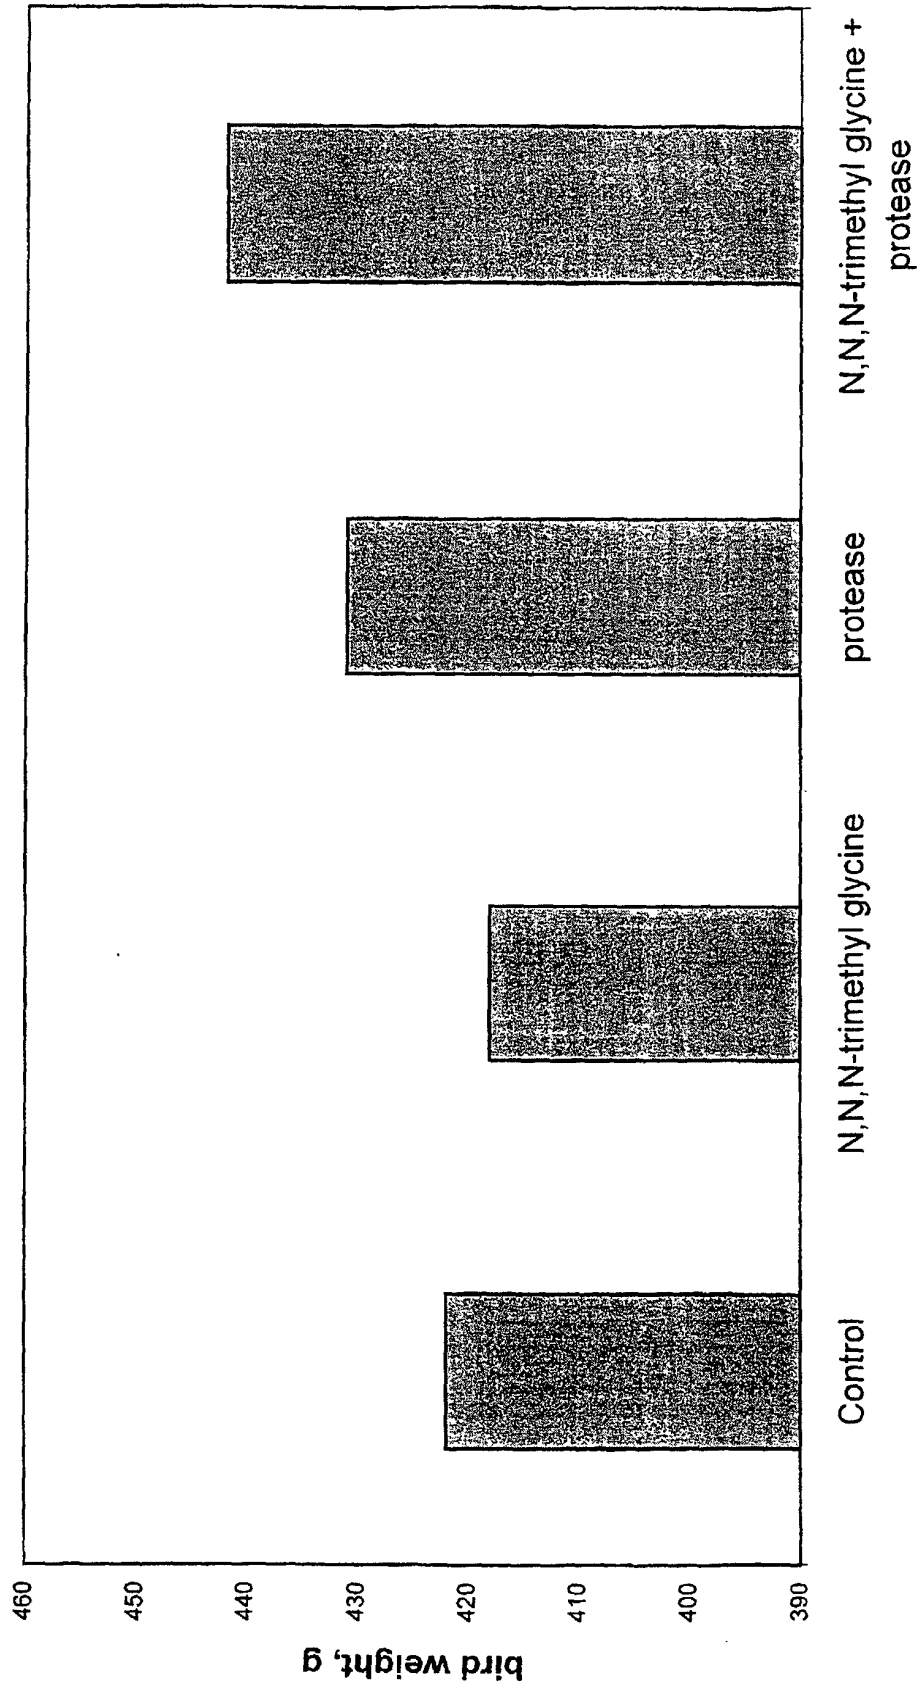 bird weight, g
460
450
440
430
420
410
400
390
Control
N,N,N-trimethyl glycine
protease
N,N,N-trimethyl glycine +
protease